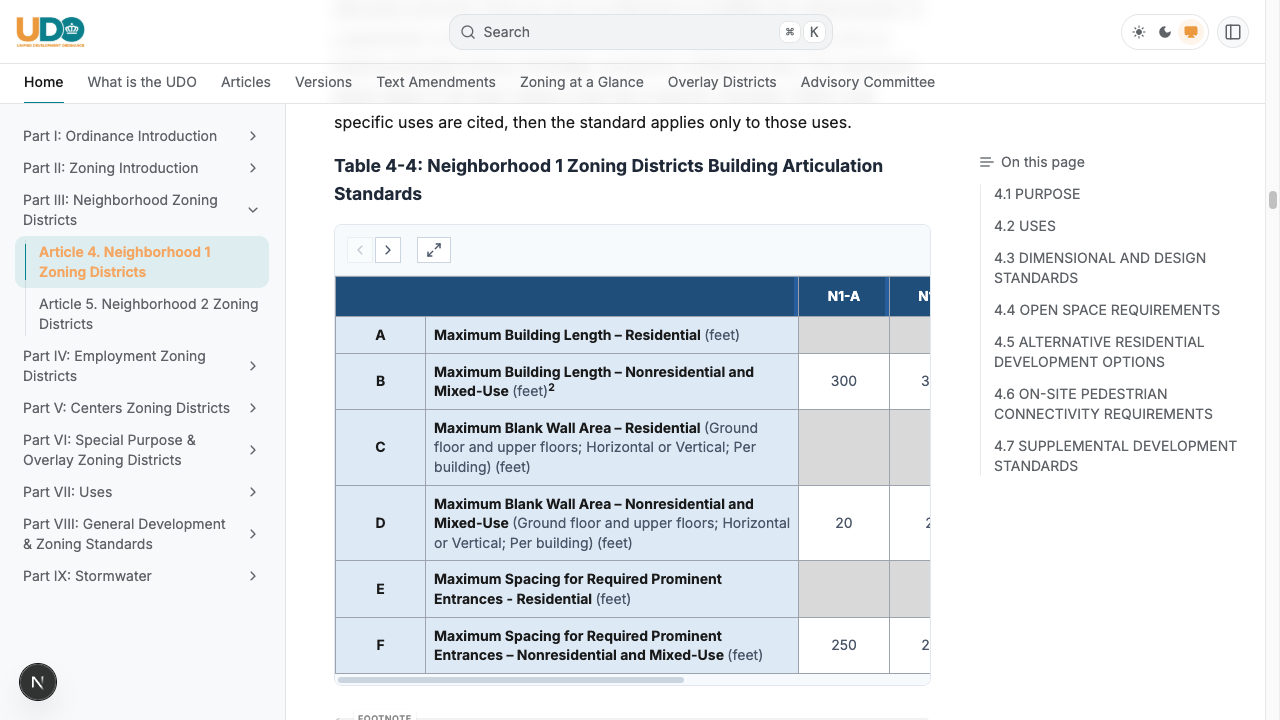 UDO
UNIFIED DEVELOPMENT ORDINANCE
Search
⌘ K
Home
What is the UDO
Articles
Versions
Text Amendments
Zoning at a Glance
Overlay Districts
Advisory Committee
Part I: Ordinance Introduction
Part II: Zoning Introduction
Part III: Neighborhood Zoning
Districts
Article 4. Neighborhood 1
Zoning Districts
Article 5. Neighborhood 2 Zoning
Districts
Part IV: Employment Zoning
Districts
Part V: Centers Zoning Districts
Part VI: Special Purpose &
Overlay Zoning Districts
Part VII: Uses
Part VIII: General Development
& Zoning Standards
Part IX: Stormwater
N
specific uses are cited, then the standard applies only to those uses.
Table 4-4: Neighborhood 1 Zoning Districts Building Articulation
Standards
N1-A
A
Maximum Building Length – Residential (feet)
B
Maximum Building Length – Nonresidential and
Mixed-Use (feet)2
300
C
Maximum Blank Wall Area – Residential (Ground
floor and upper floors; Horizontal or Vertical; Per
building) (feet)
D
Maximum Blank Wall Area – Nonresidential and
Mixed-Use (Ground floor and upper floors; Horizontal
or Vertical; Per building) (feet)
20
E
Maximum Spacing for Required Prominent
Entrances - Residential (feet)
F
Maximum Spacing for Required Prominent
Entrances – Nonresidential and Mixed-Use (feet)
250
FOOTNOTE
On this page
4.1 PURPOSE
4.2 USES
4.3 DIMENSIONAL AND DESIGN
STANDARDS
4.4 OPEN SPACE REQUIREMENTS
4.5 ALTERNATIVE RESIDENTIAL
DEVELOPMENT OPTIONS
4.6 ON-SITE PEDESTRIAN
CONNECTIVITY REQUIREMENTS
4.7 SUPPLEMENTAL DEVELOPMENT
STANDARDS